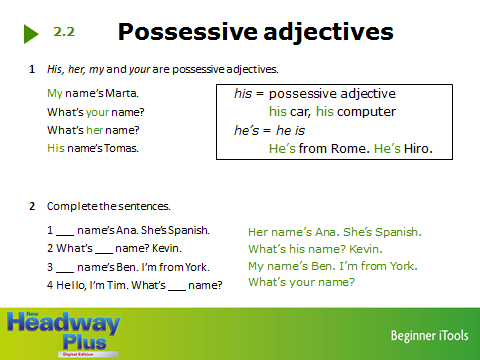 2.2
Possessive adjectives
1 His, her, my and your are possessive adjectives.
My name's Marta.
What's your name?
What's her name?
His name's Tomas.
his = possessive adjective
his car, his computer
he's = he is
He's from Rome. He's Hiro.
2 Complete the sentences.
1 ___ name's Ana. She's Spanish.
2 What's ___ name? Kevin.
3 ___ name's Ben. I'm from York.
4 Hello, I'm Tim. What's ___ name?
Her name's Ana. She's Spanish.
What's his name? Kevin.
My name's Ben. I'm from York.
What's your name?
New
Headway
Plus
Digital Edition
Beginner iTools